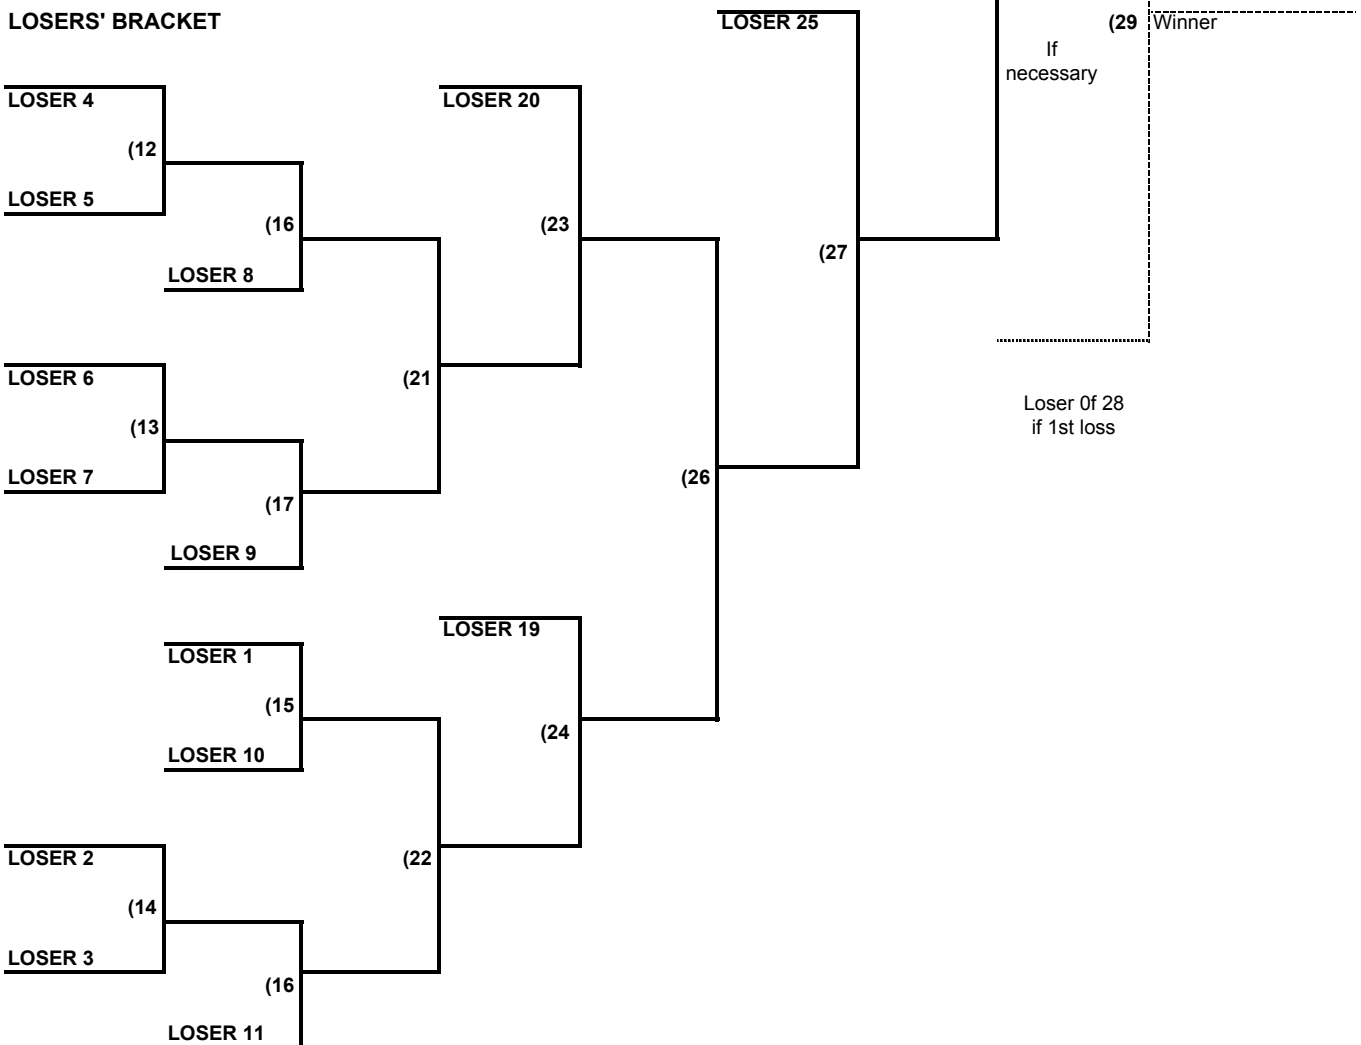 LOSERS' BRACKET
LOSER 25
(29 Winner
If
necessary
LOSER 4
LOSER 20
(12
LOSER 5
(16
(23
(27
LOSER 8
LOSER 6
(21
Loser 0f 28
if 1st loss
(13
LOSER 7
(26
(17
LOSER 9
LOSER 19
LOSER 1
(15
(24
LOSER 10
LOSER 2
(22
(14
LOSER 3
(16
LOSER 11